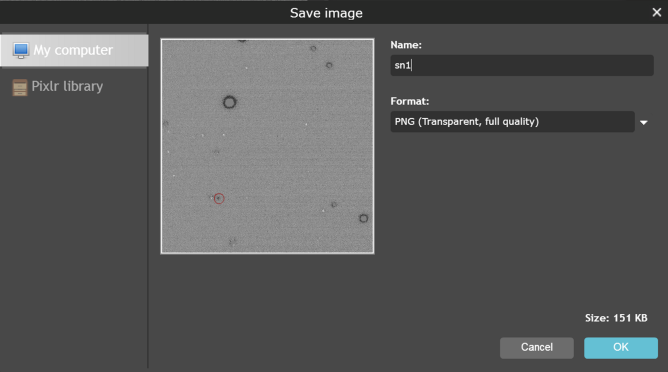 Save image
My computer
Pixlr library
Name:
sn1
Format:
PNG (Transparent, full quality)
Size: 151 KB
Cancel
OK